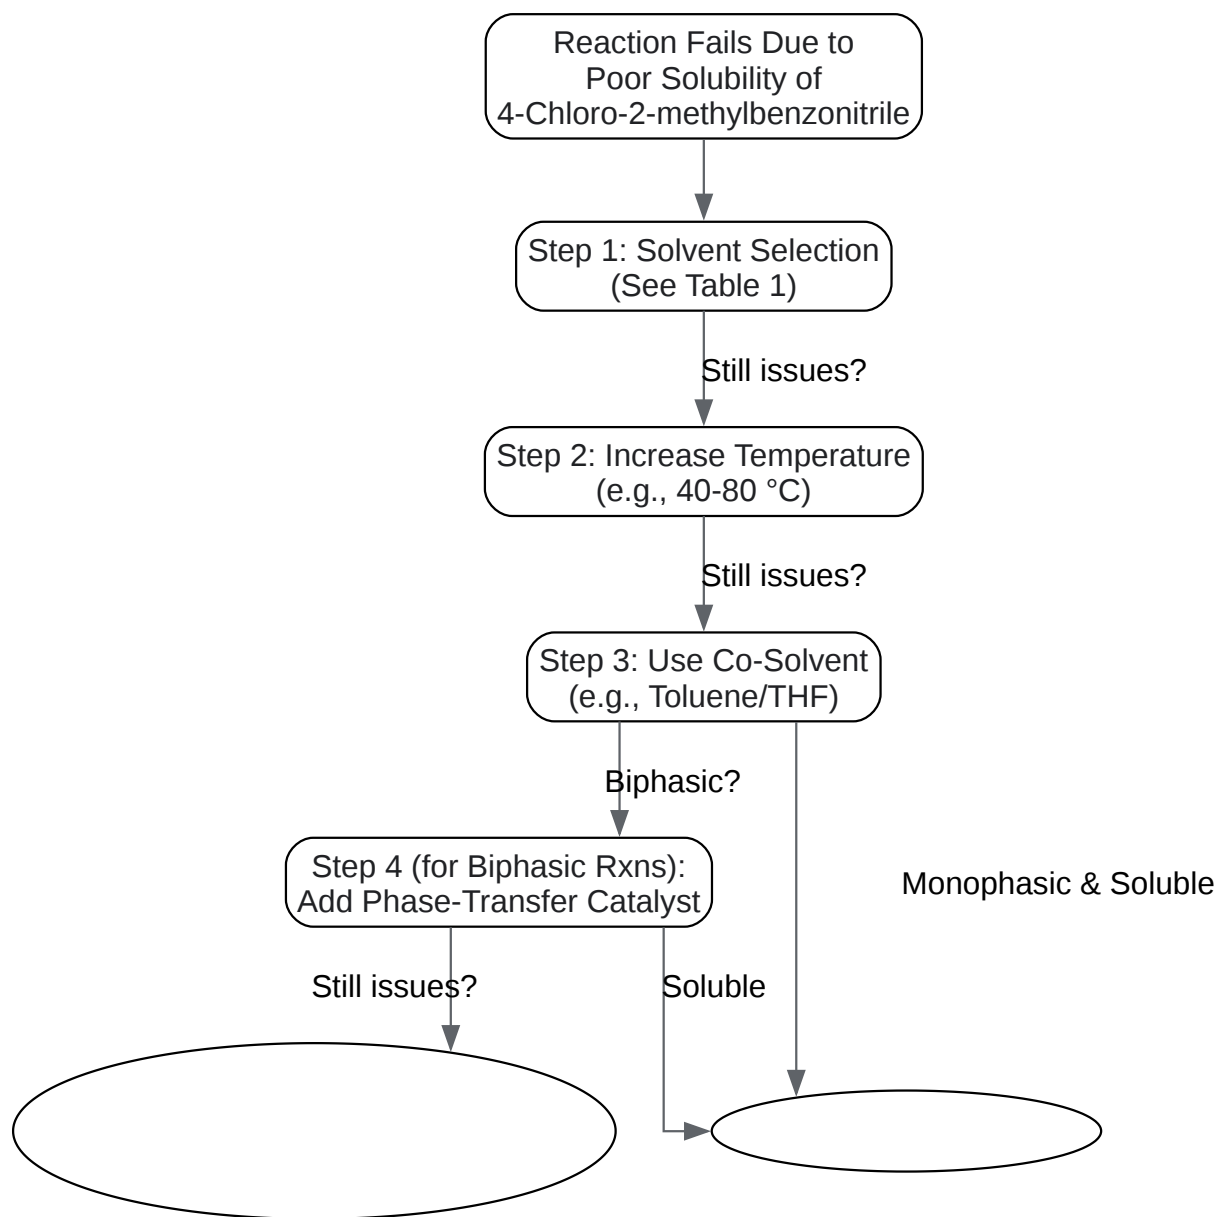 Reaction Fails Due to
Poor Solubility of
4-Chloro-2-methylbenzonitrile
Step 1: Solvent Selection
(See Table 1)
Still issues?
Step 2: Increase Temperature
(e.g., 40-80 °C)
Still issues?
Step 3: Use Co-Solvent
(e.g., Toluene/THF)
Biphasic?
Step 4 (for Biphasic Rxns):
Add Phase-Transfer Catalyst
Monophasic & Soluble
Still issues?
Soluble